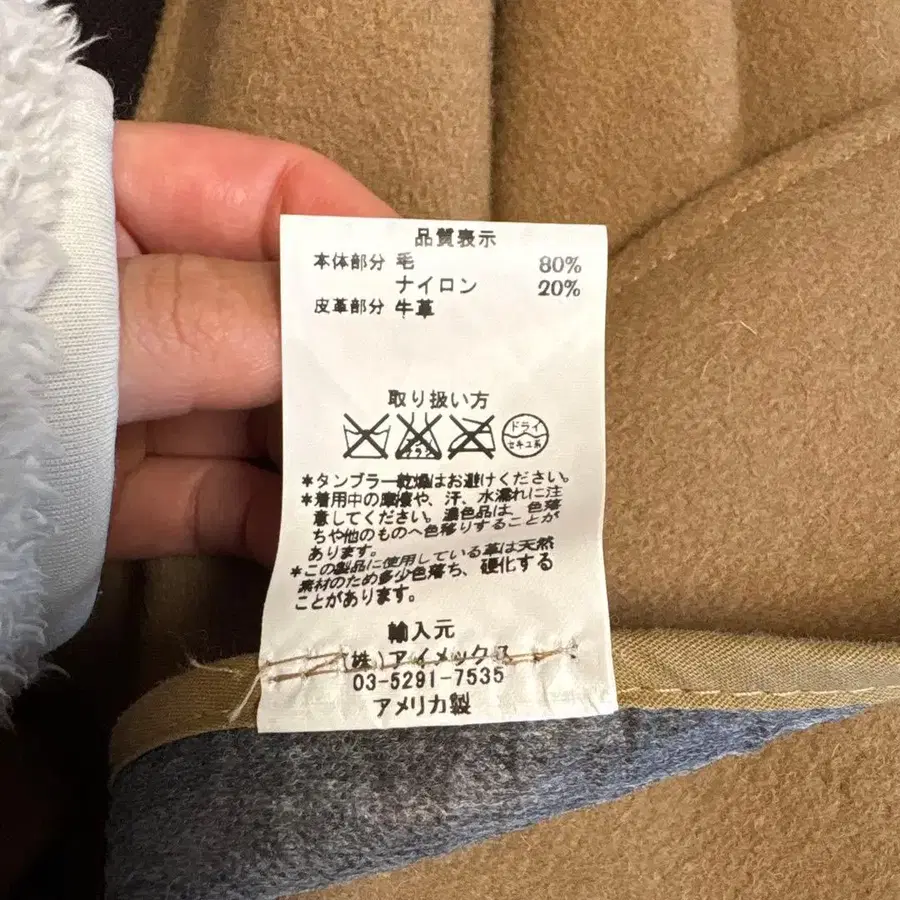 品質表示
本体部分 毛 80%
ナイロン 20%
皮革部分 牛革
取り扱い方
エンソサラシ
ドライ
セキユ系
*タンブラー乾燥はお避けください。
*着用中の摩擦や、汗、水濡れに注
意してください。濃色品は、色落
ちや他のものへ色移りすることが
あります。
*この製品に使用している革は天然
素材のため多少色落ち、硬化する
ことがあります。
輸入元
(株)アイメックス
03-5291-7535
アメリカ製